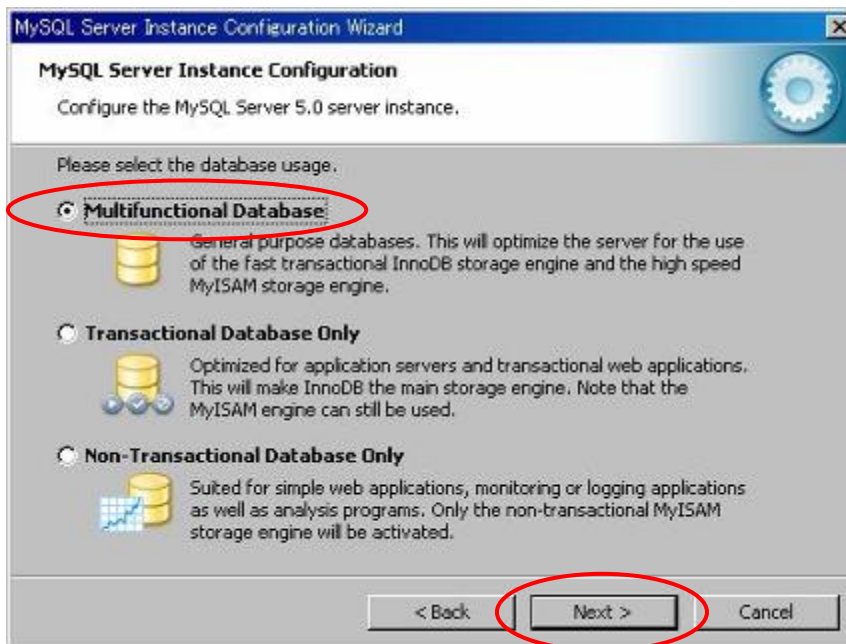 MySQL Server Instance Configuration Wizard
MySQL Server Instance Configuration
Configure the MySQL Server 5.0 server instance.
Please select the database usage.
Multifunctional Database
General purpose databases. This will optimize the server for the use
of the fast transactional InnoDB storage engine and the high speed
MyISAM storage engine.
Transactional Database Only
Optimized for application servers and transactional web applications.
This will make InnoDB the main storage engine. Note that the
MyISAM engine can still be used.
Non-Transactional Database Only
Suited for simple web applications, monitoring or logging applications
as well as analysis programs. Only the non-transactional MyISAM
storage engine will be activated.
< Back Next > Cancel